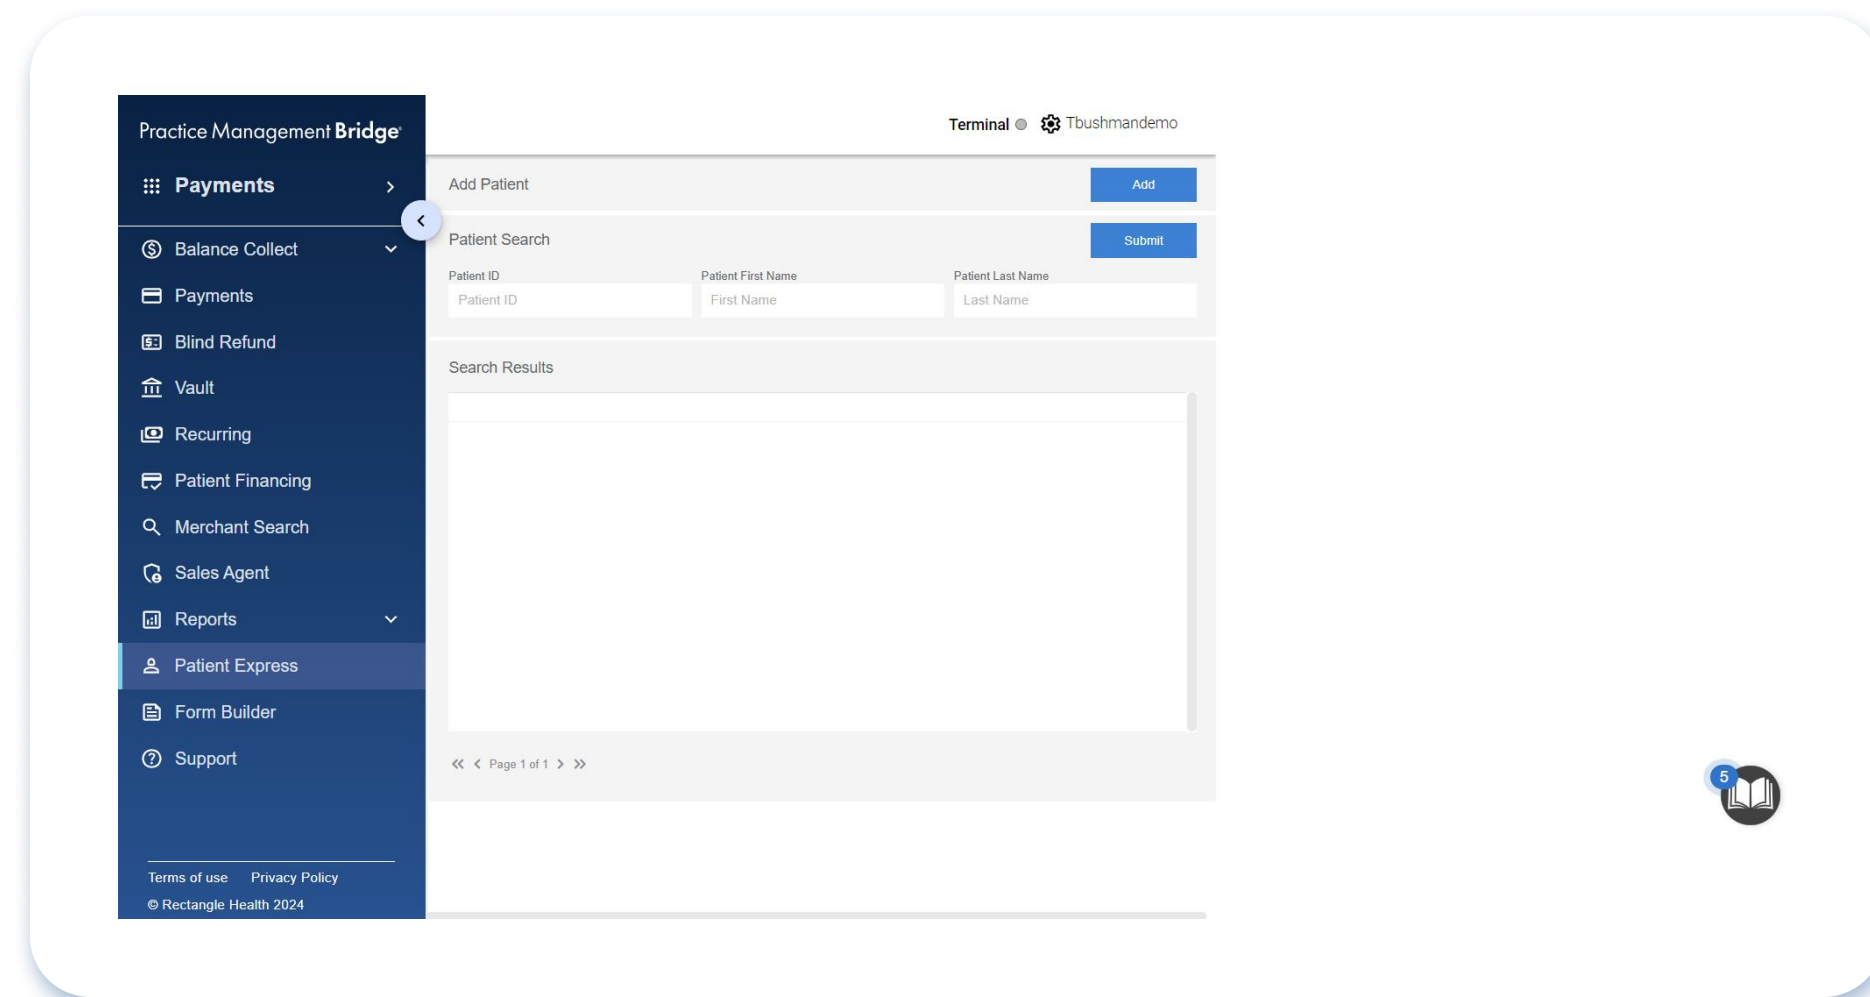 Practice Management Bridge
Terminal Tbushmandemo
Payments
Balance Collect
Payments
Blind Refund
Vault
Recurring
Patient Financing
Merchant Search
Sales Agent
Reports
Patient Express
Form Builder
Support
Terms of use Privacy Policy
© Rectangle Health 2024
Add Patient Add
Patient Search Submit
Patient ID Patient First Name Patient Last Name
Patient ID First Name Last Name
Search Results
Page 1 of 1
5